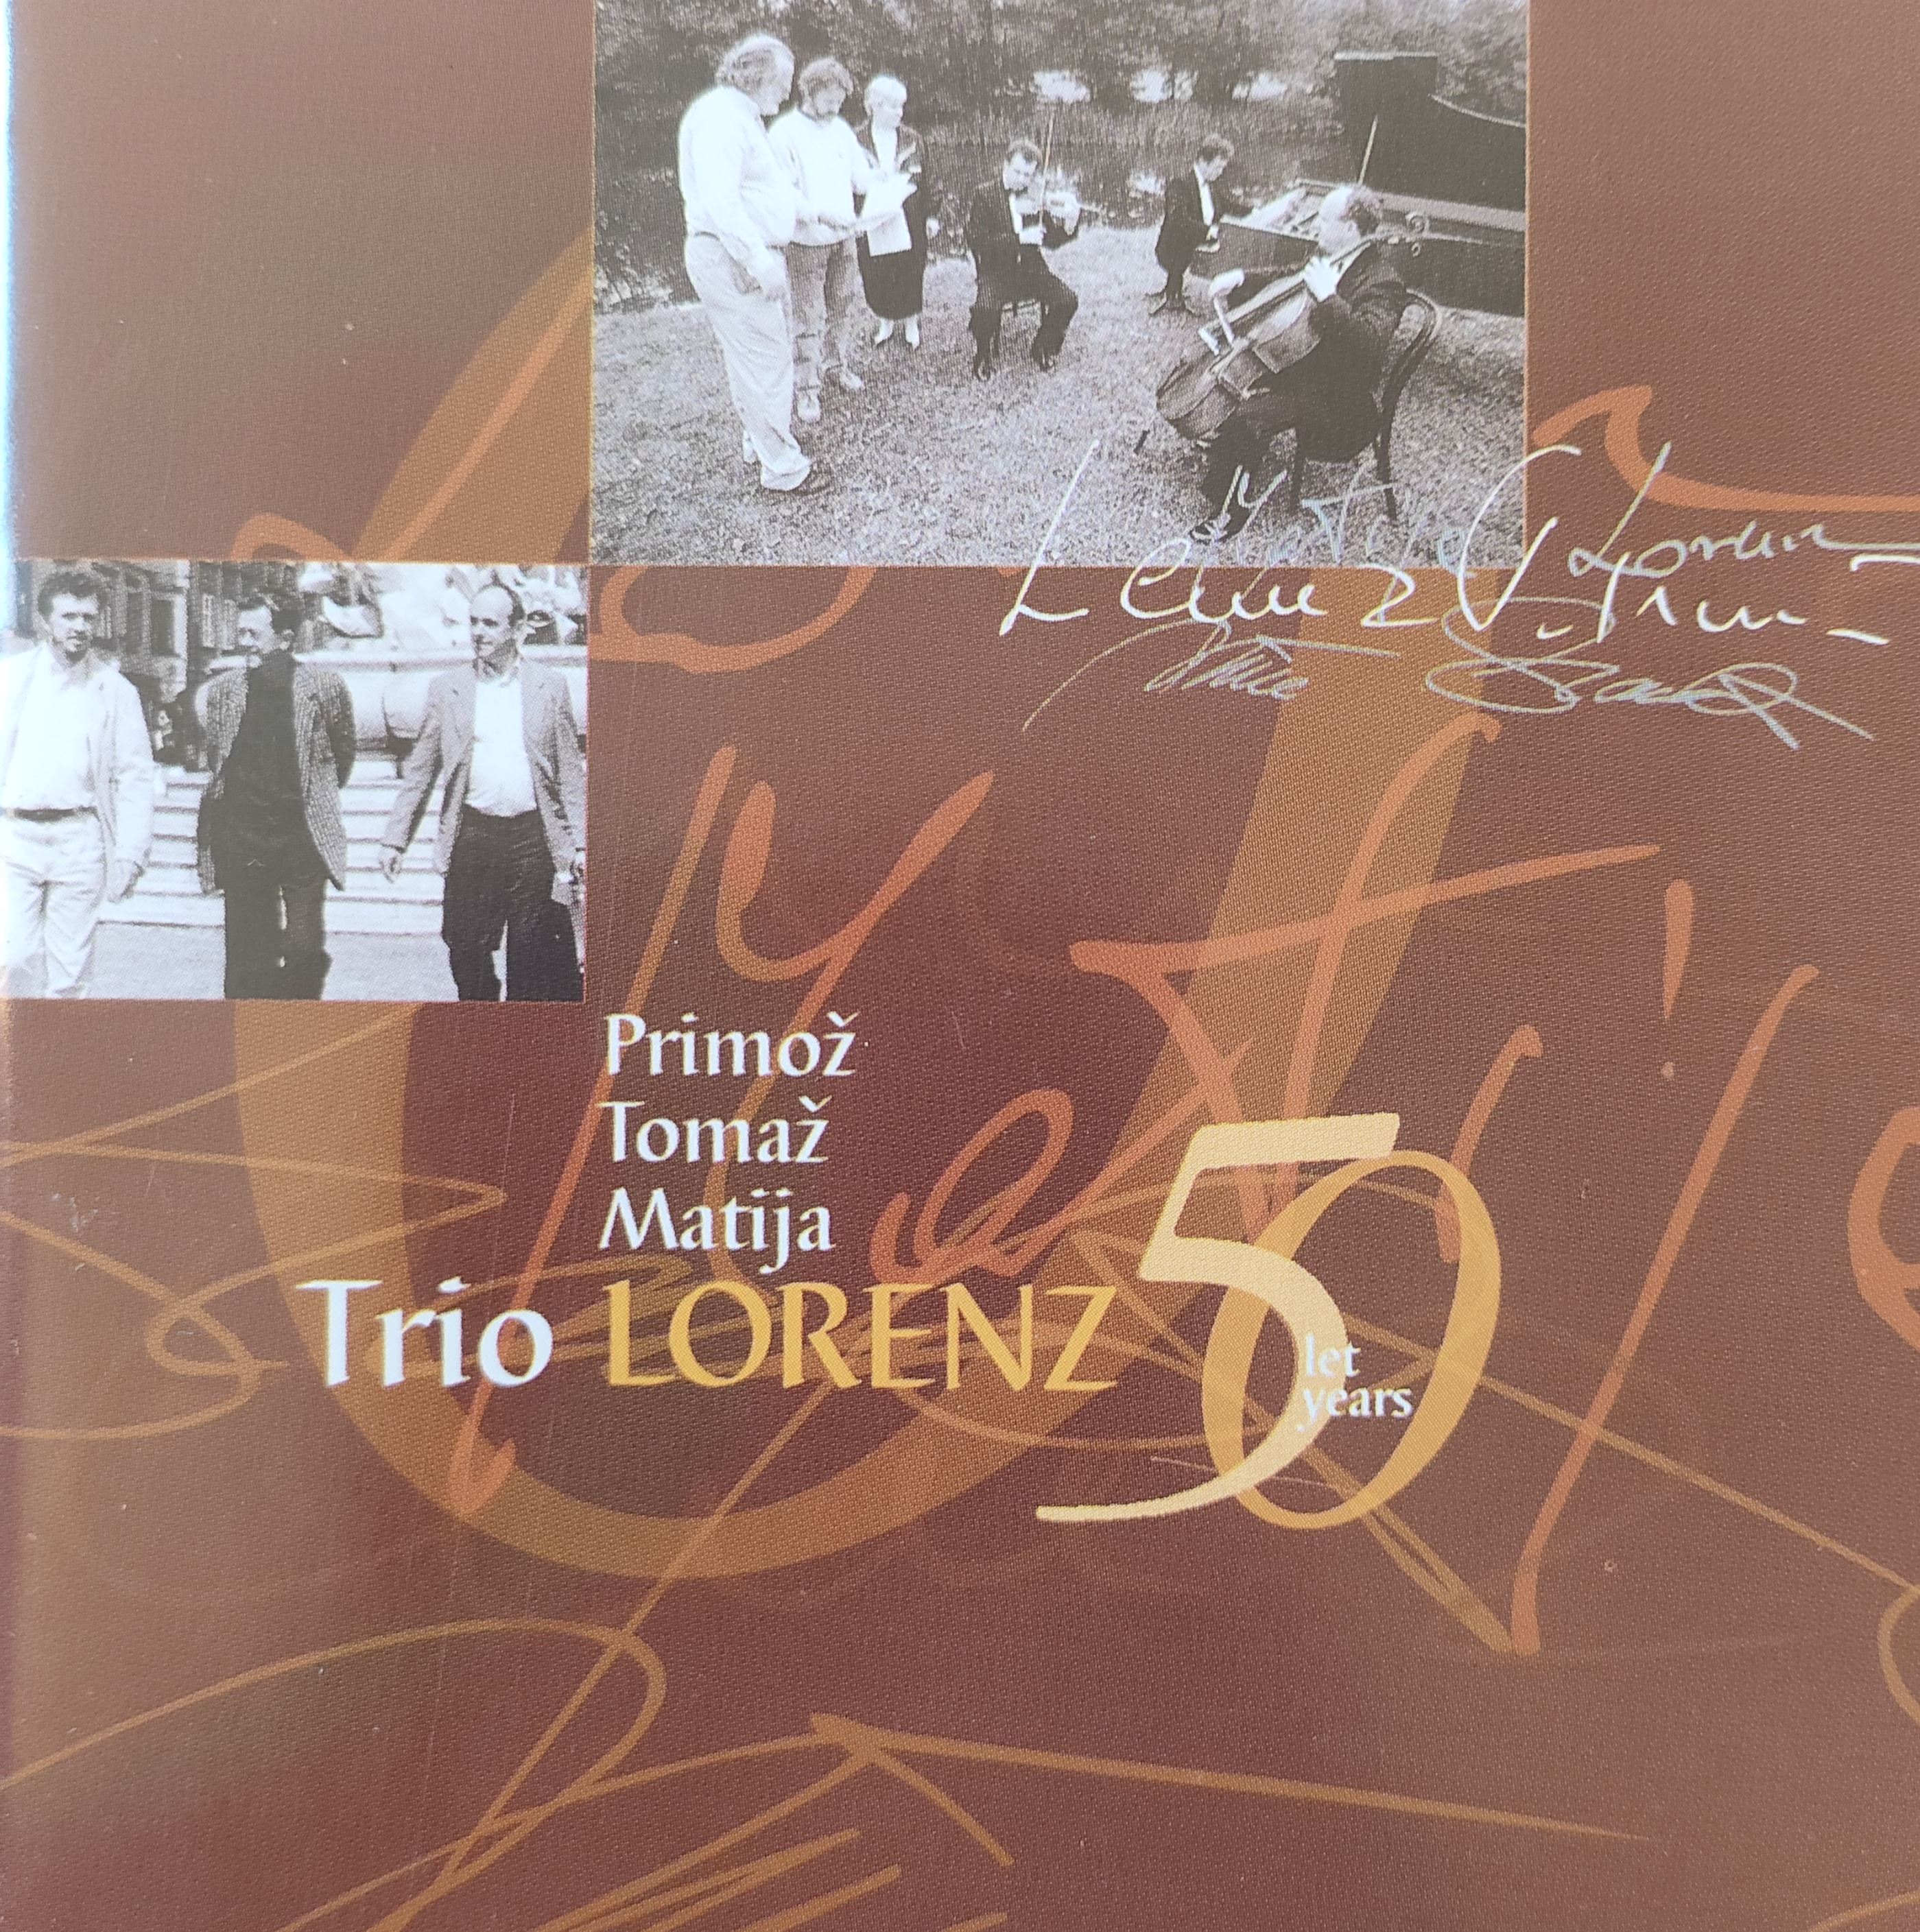 Primož
Tomaž
Matija
Trio LORENZ 50
let
years